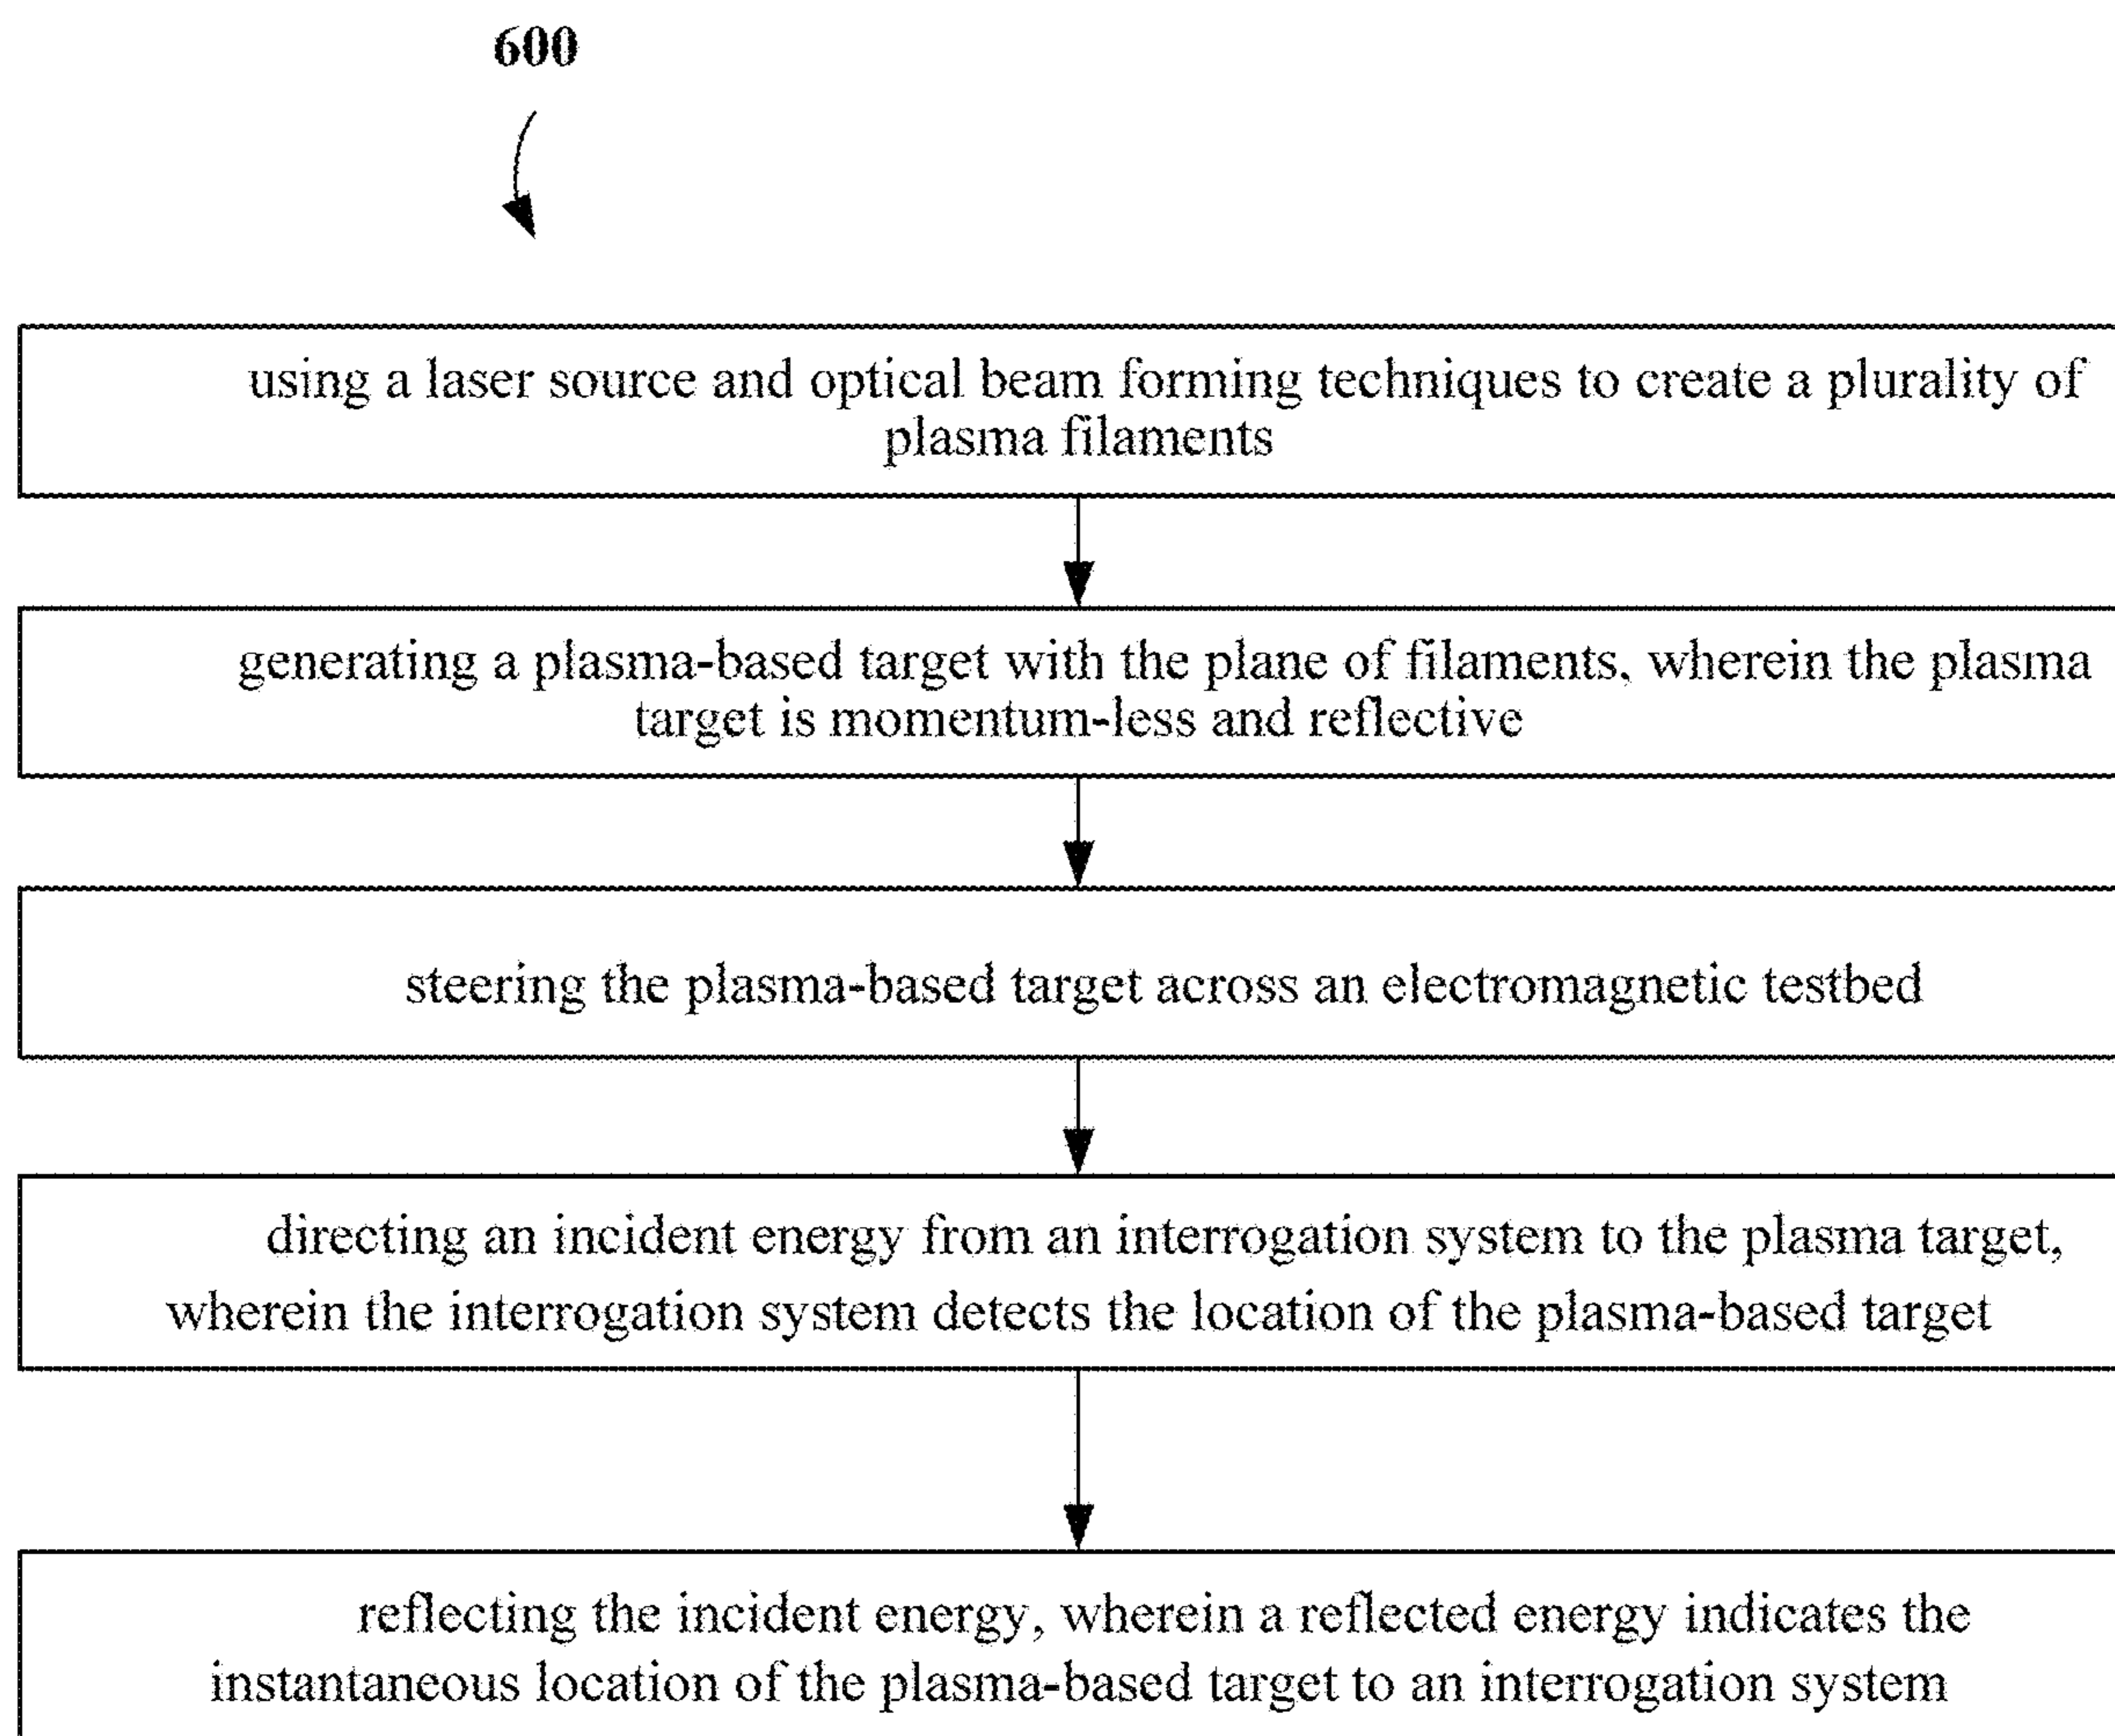 600
using a laser source and optical beam forming techniques to create a plurality of
plasma filaments
generating a plasma-based target with the plane of filaments, wherein the plasma
target is momentum-less and reflective
steering the plasma-based target across an electromagnetic testbed
directing an incident energy from an interrogation system to the plasma target,
wherein the interrogation system detects the location of the plasma-based target
reflecting the incident energy, wherein a reflected energy indicates the
instantaneous location of the plasma-based target to an interrogation system